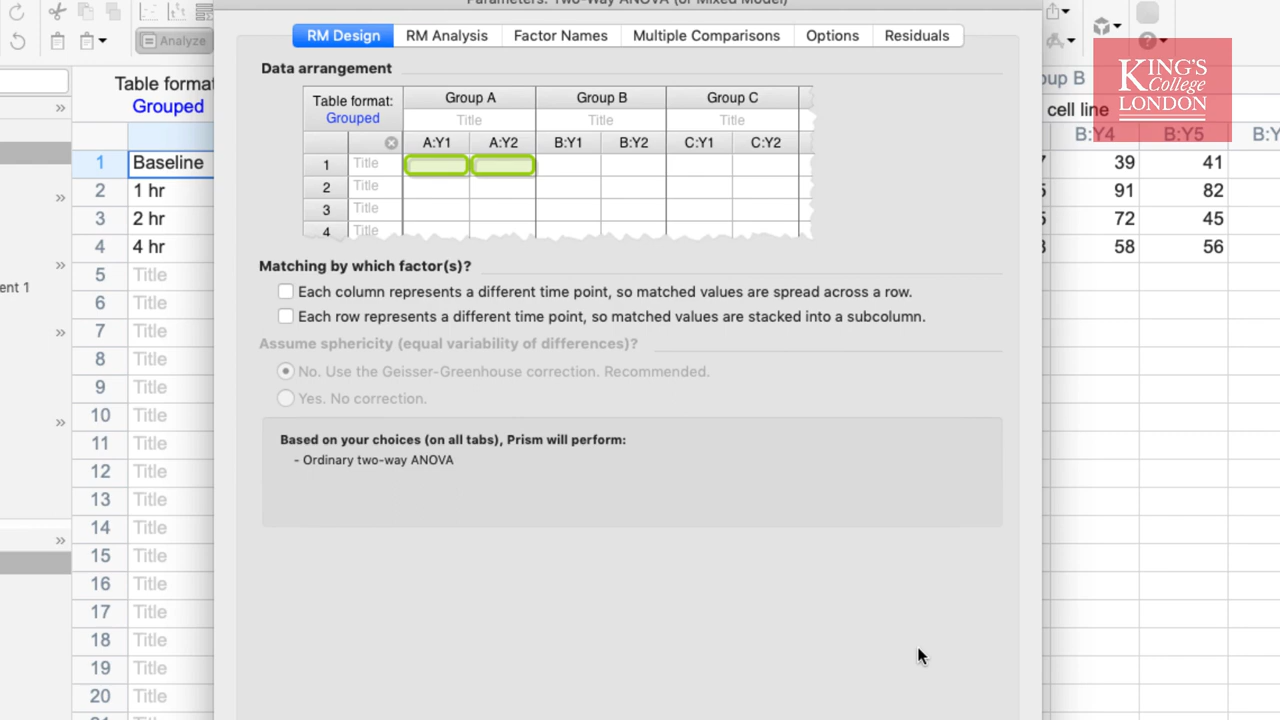 Parameters: Two-Way ANOVA (or Mixed Model)
RM Design RM Analysis Factor Names Multiple Comparisons Options Residuals
Analyze
KING'S
College
LONDON
Data arrangement
Table format:
Grouped
Group A Group B Group C
Title Title Title
A:Y1 A:Y2 B:Y1 B:Y2 C:Y1 C:Y2
1 Title
2 Title
3 Title
4 Title
Matching by which factor(s)?
Each column represents a different time point, so matched values are spread across a row.
Each row represents a different time point, so matched values are stacked into a subcolumn.
Assume sphericity (equal variability of differences)?
No. Use the Geisser-Greenhouse correction. Recommended.
Yes. No correction.
Based on your choices (on all tabs), Prism will perform:
- Ordinary two-way ANOVA
Table format
Grouped
oup B
cell line
B:Y4 B:Y5 B:Y
1 Baseline 39 41
2 1 hr 91 82
3 2 hr 72 45
4 4 hr 58 56
5 Title
6 Title
7 Title
8 Title
9 Title
10 Title
11 Title
12 Title
13 Title
14 Title
15 Title
16 Title
17 Title
18 Title
19 Title
20 Title
ent 1